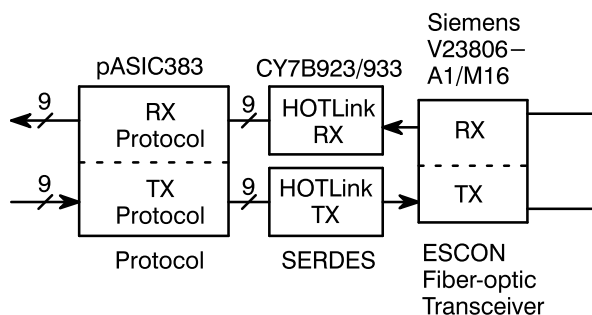 Siemens
V23806–
A1/M16
pASIC383
CY7B923/933
9
RX
Protocol
9
HOTLink
RX
RX
9
TX
Protocol
9
HOTLink
TX
TX
Protocol
SERDES
ESCON
Fiber-optic
Transceiver